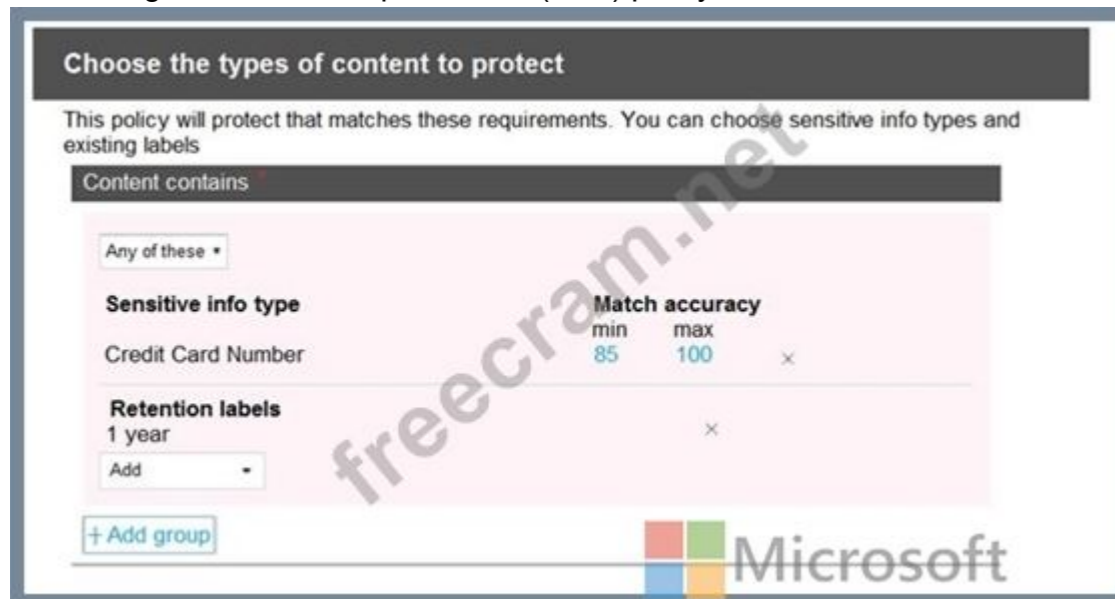 Choose the types of content to protect
This policy will protect that matches these requirements. You can choose sensitive info types and
existing labels
Content contains *
Any of these
Sensitive info type Match accuracy
min max
Credit Card Number 85 100 ×
Retention labels
1 year ×
Add
+ Add group
freecram.net
Microsoft